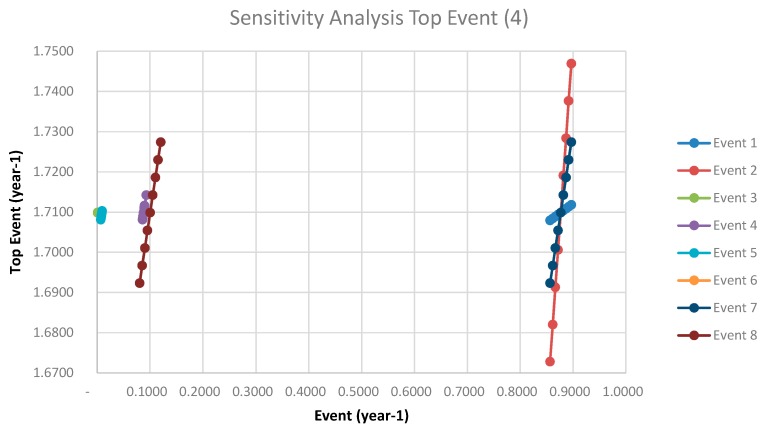 Sensitivity Analysis Top Event (4)
1.7500
1.7400
1.7300
1.7200
1.7100
1.7000
1.6900
1.6800
1.6700
Top Event (year-1)
- 0.1000 0.2000 0.3000 0.4000 0.5000 0.6000 0.7000 0.8000 0.9000 1.0000
Event (year-1)
Event 1
Event 2
Event 3
Event 4
Event 5
Event 6
Event 7
Event 8